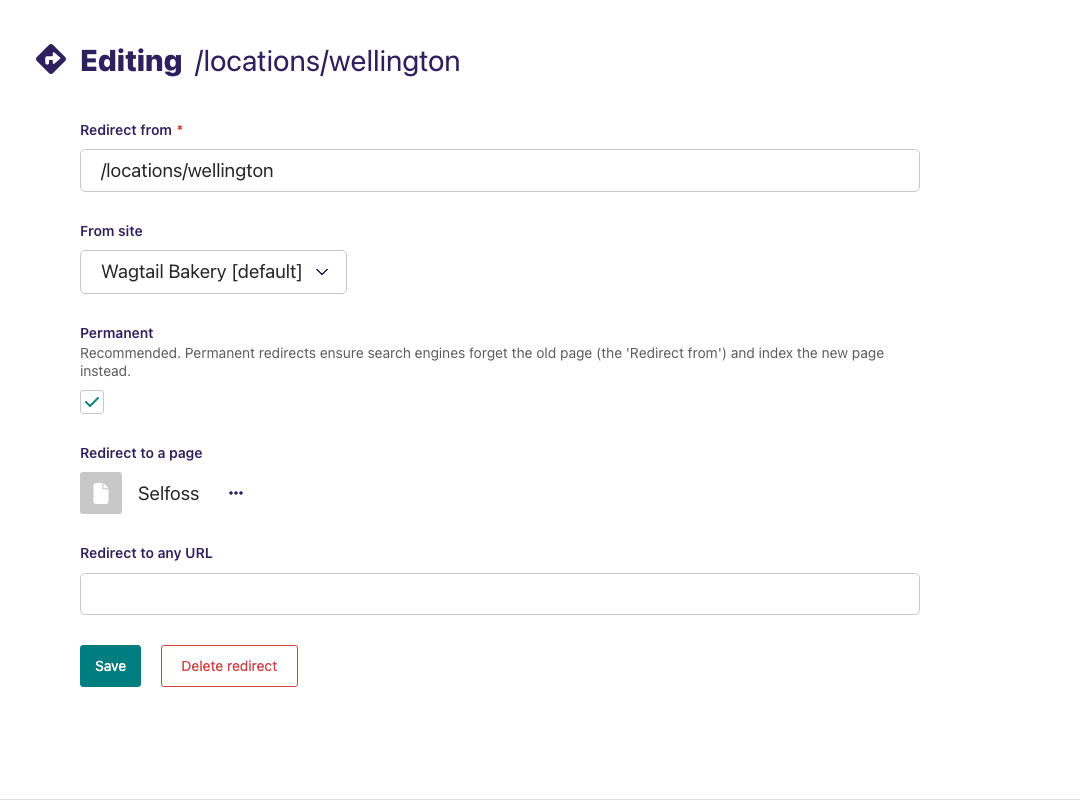 Editing /locations/wellington
Redirect from *
/locations/wellington
From site
Wagtail Bakery [default]
Permanent
Recommended. Permanent redirects ensure search engines forget the old page (the 'Redirect from') and index the new page
instead.
Redirect to a page
Selfoss
Redirect to any URL
Save Delete redirect